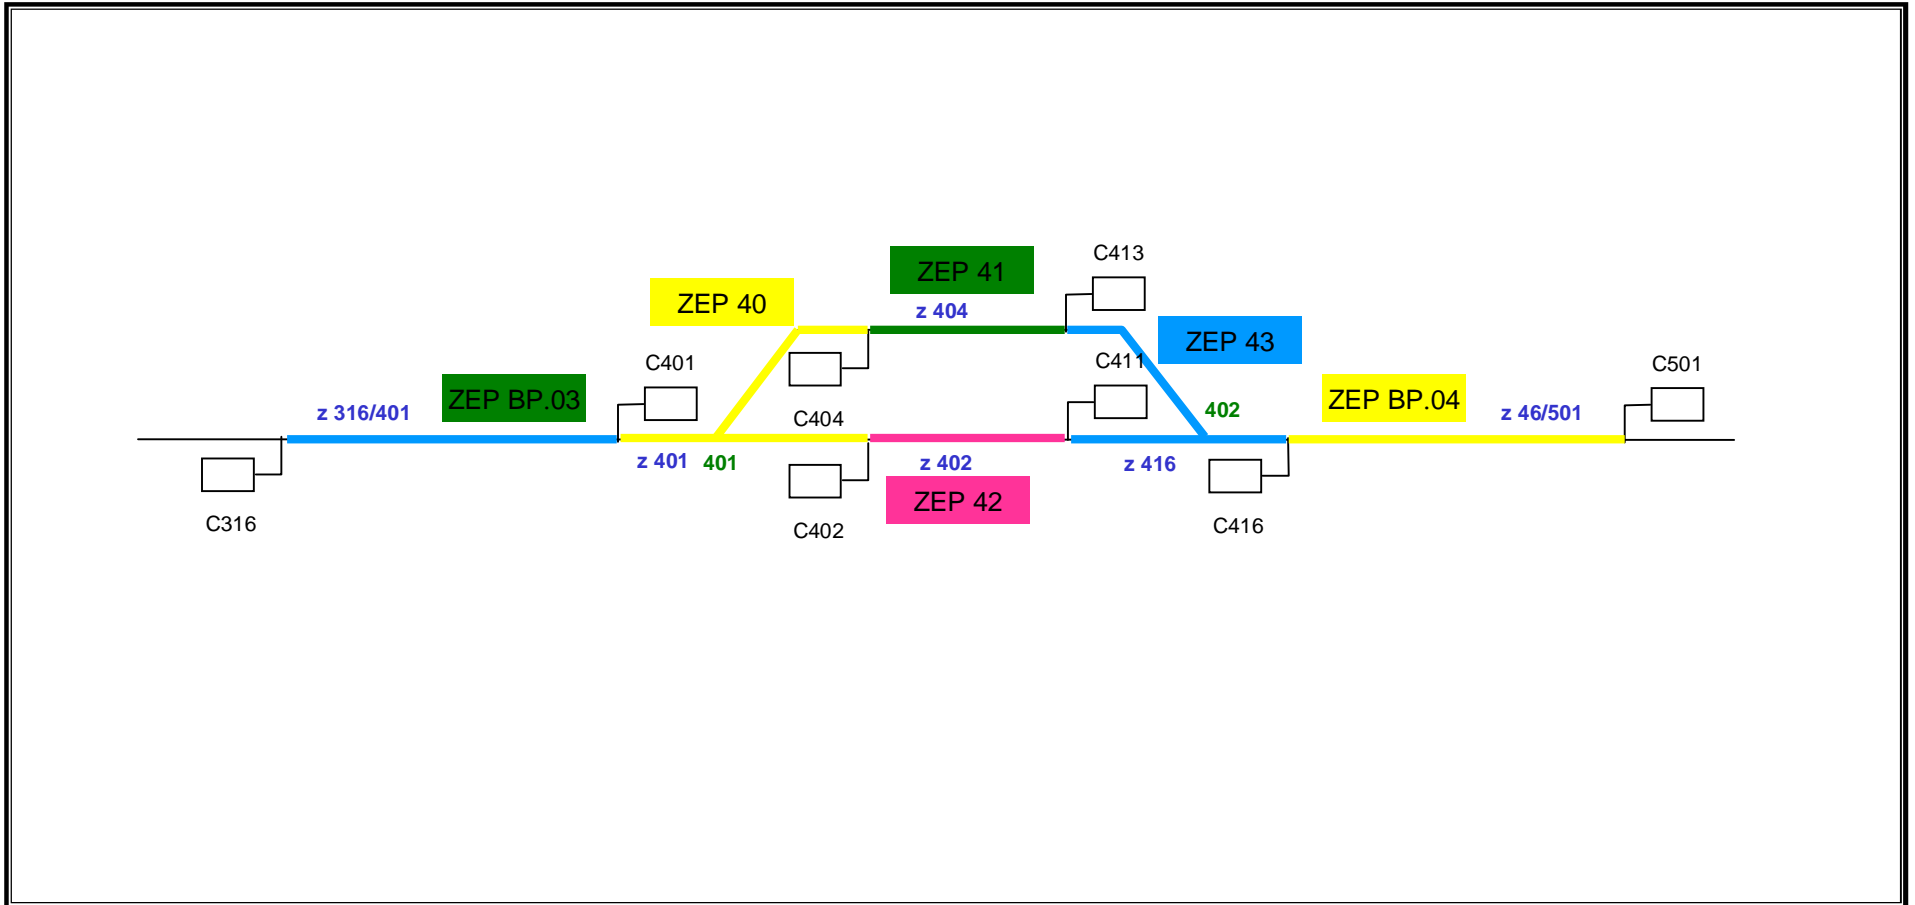 C413
ZEP 41
ZEP 40
z 404
ZEP 43
C401
C411
C501
ZEP BP.03
ZEP BP.04
z 316/401
C404
402
z 46/501
z 401
401
z 402
z 416
ZEP 42
C316
C402
C416